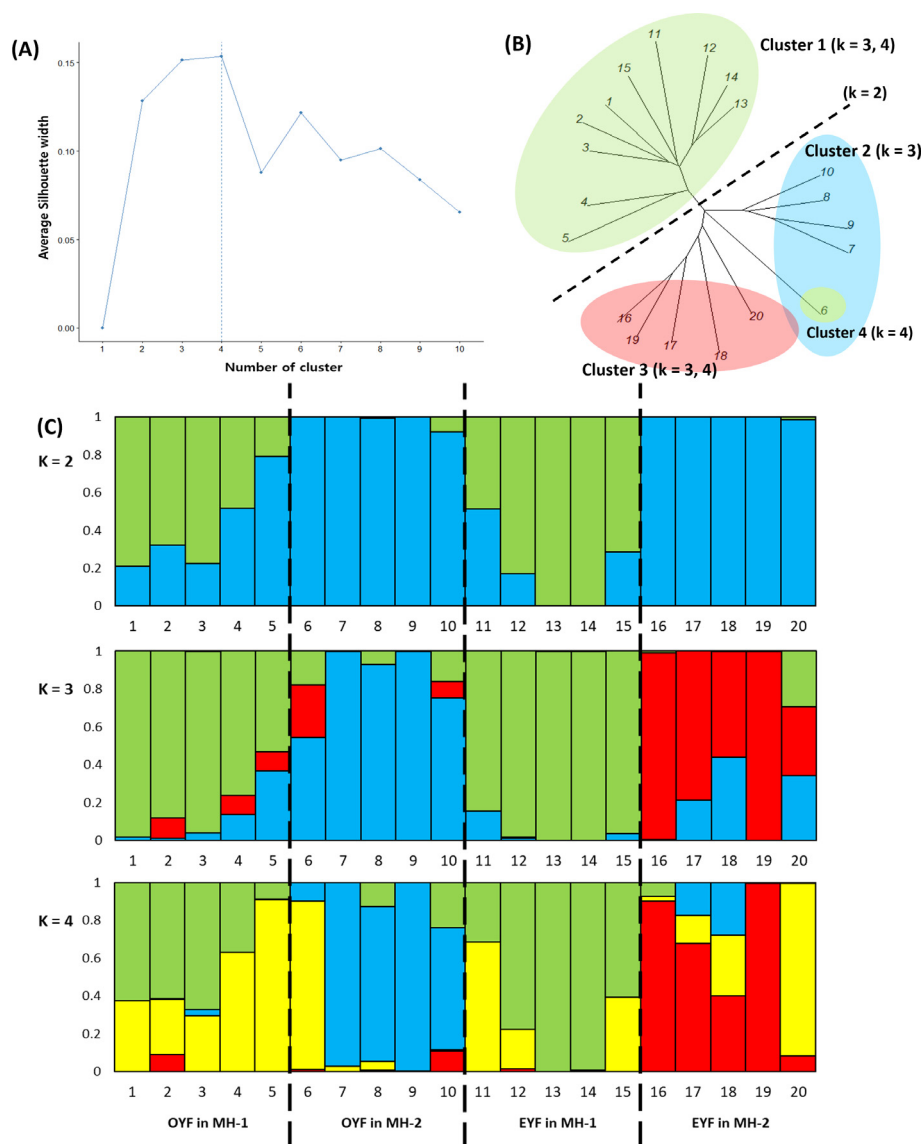 (A)
0.15
0.10
0.05
0.00
Average Silhouette width
1 2 3 4 5 6 7 8 9 10
Number of cluster
(B)
Cluster 1 (k = 3, 4)
(k = 2)
Cluster 2 (k = 3)
11
12
15
14
1
13
2
3
4
5
10
8
9
7
6
Cluster 4 (k = 4)
16
19
17
18
20
Cluster 3 (k = 3, 4)
(C)
K = 2
1
0.8
0.6
0.4
0.2
0
1 2 3 4 5 6 7 8 9 10 11 12 13 14 15 16 17 18 19 20
K = 3
1
0.8
0.6
0.4
0.2
0
1 2 3 4 5 6 7 8 9 10 11 12 13 14 15 16 17 18 19 20
K = 4
1
0.8
0.6
0.4
0.2
0
1 2 3 4 5 6 7 8 9 10 11 12 13 14 15 16 17 18 19 20
OYF in MH-1 OYF in MH-2 EYF in MH-1 EYF in MH-2